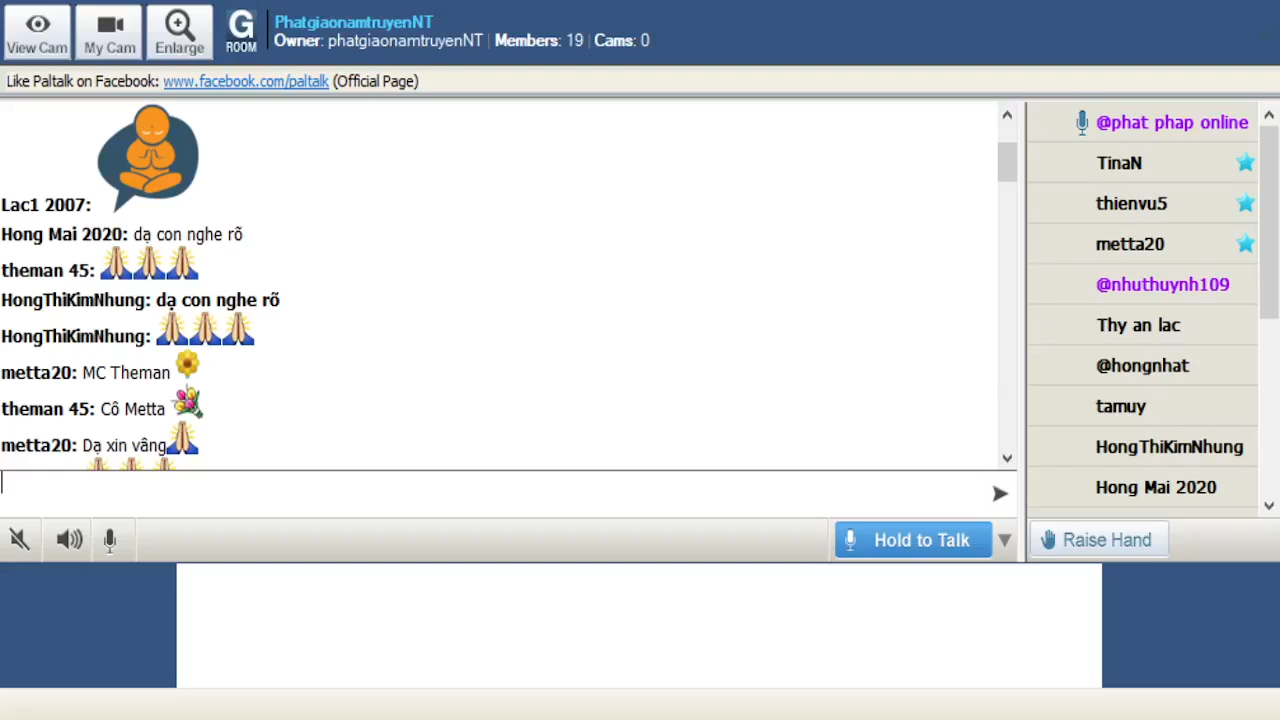 View Cam
My Cam
Enlarge
G
ROOM
PhatgiaonamtruyenNT
Owner: phatgiaonamtruyenNT | Members: 19 | Cams: 0
Like Paltalk on Facebook: www.facebook.com/paltalk (Official Page)
Lac1 2007:
Hong Mai 2020: dạ con nghe rõ
theman 45:
HongThiKimNhung: dạ con nghe rõ
HongThiKimNhung:
metta20: MC Theman
theman 45: Cô Metta
metta20: Dạ xin vâng
Hold to Talk
@phat phap online
TinaN
thienvu5
metta20
@nhuthuynh109
Thy an lac
@hongnhat
tamuy
HongThiKimNhung
Hong Mai 2020
Raise Hand